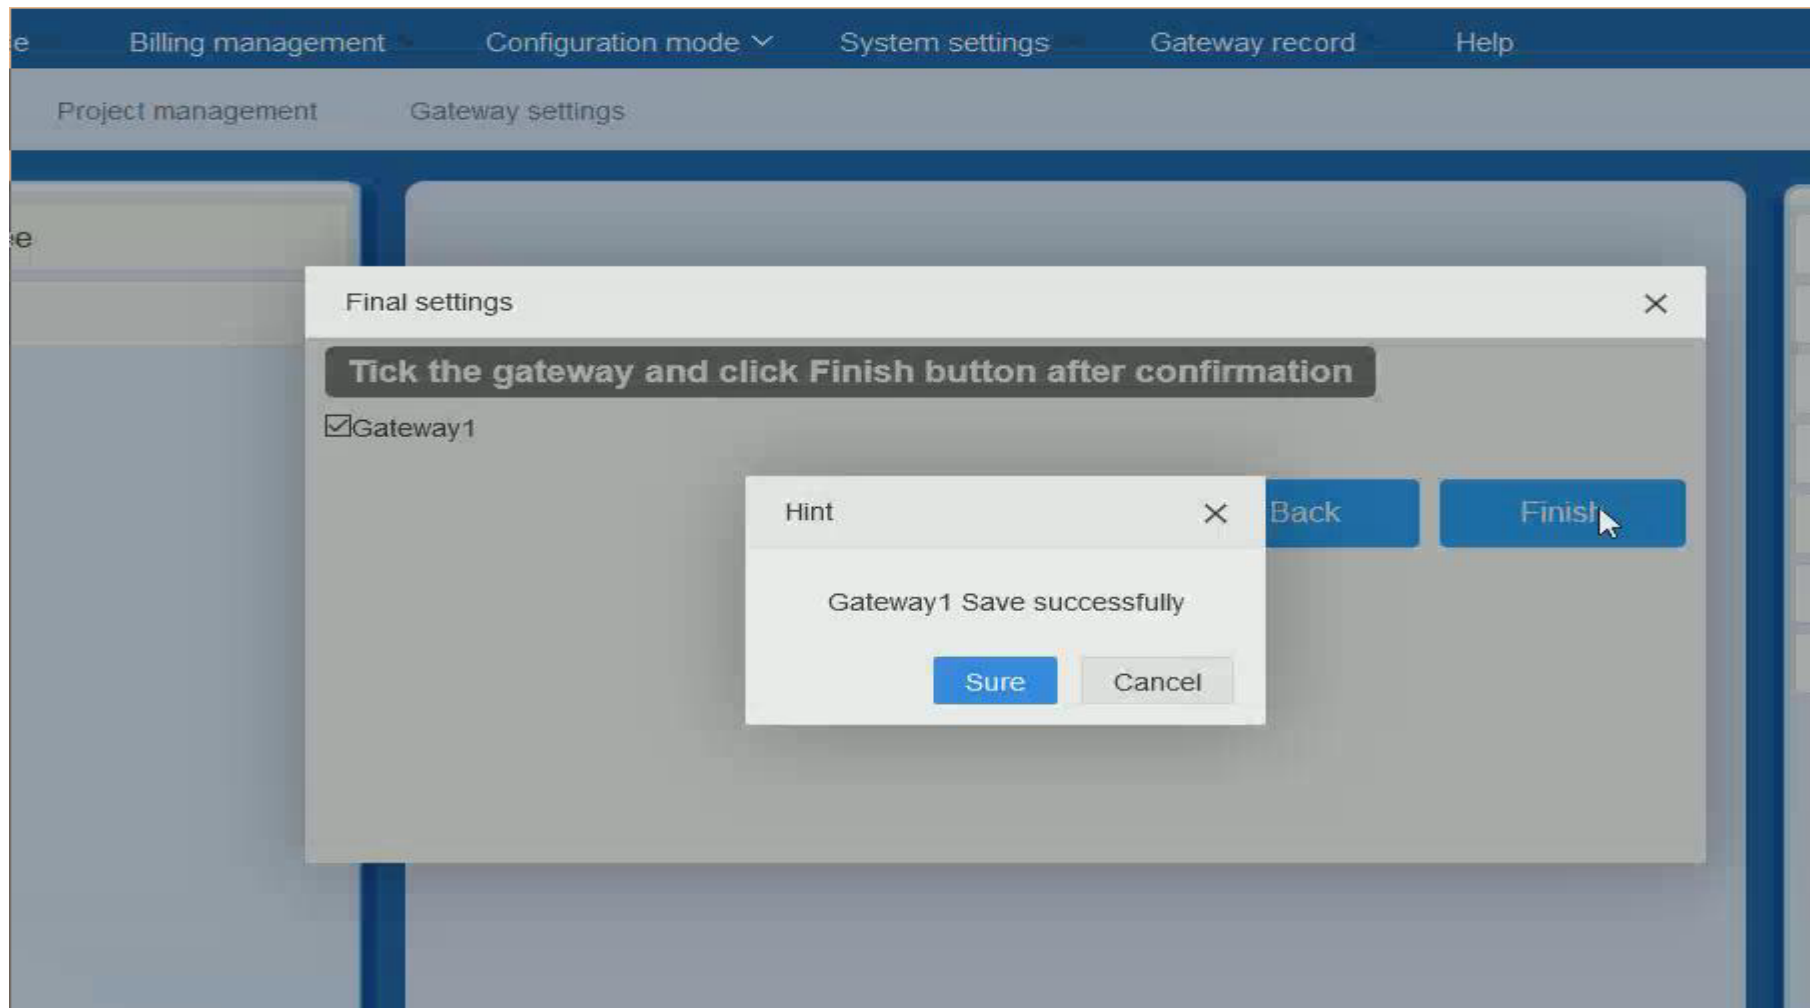 e Billing management Configuration mode System settings Gateway record Help
Project management Gateway settings
e
Final settings
Tick the gateway and click Finish button after confirmation
Gateway1
Hint
Back Finish
Gateway1 Save successfully
Sure Cancel